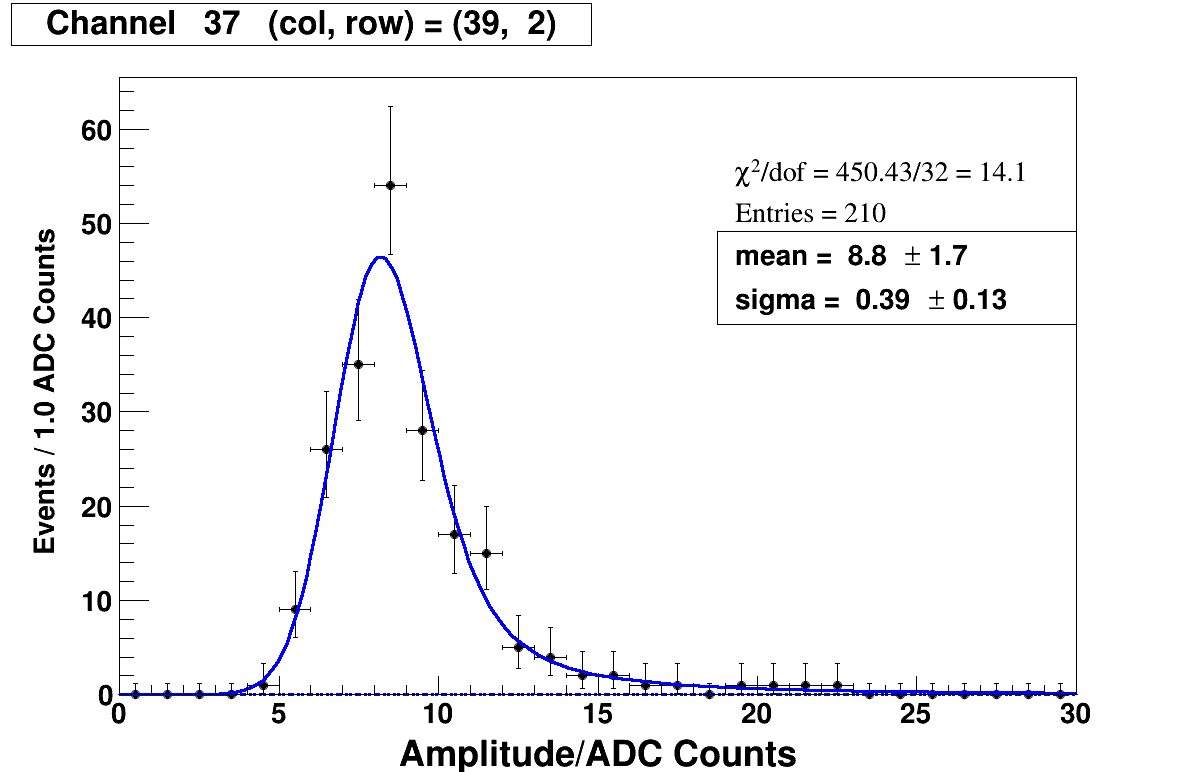 Channel 37 (col, row) = (39, 2)
χ²/dof = 450.43/32 = 14.1
Entries = 210
mean = 8.8 ± 1.7
sigma = 0.39 ± 0.13
Events / 1.0 ADC Counts
60
50
40
30
20
10
0
0 5 10 15 20 25 30
Amplitude/ADC Counts